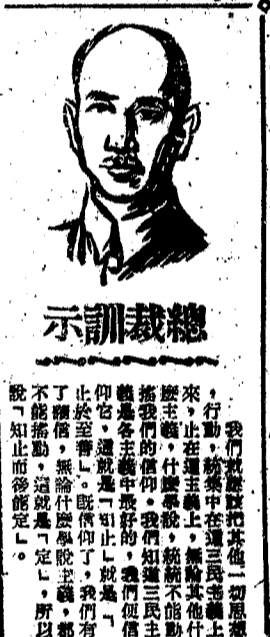 總裁訓示
我們就應該把其他一切思想
，行動，統集中在這三民主義上
來，止在這主義上，無論其他什
麼主義，什麼學說，統統不能動
搖我們的信仰。我們知道三民主
義是各主義中最好的，我們便信
仰它，這就是「知止」就是「
止於至善」。既信仰了，我們有
了信，無論什麼學說主義，都
不能搖動，這就是「定」，所以
說「知止而後能定」。